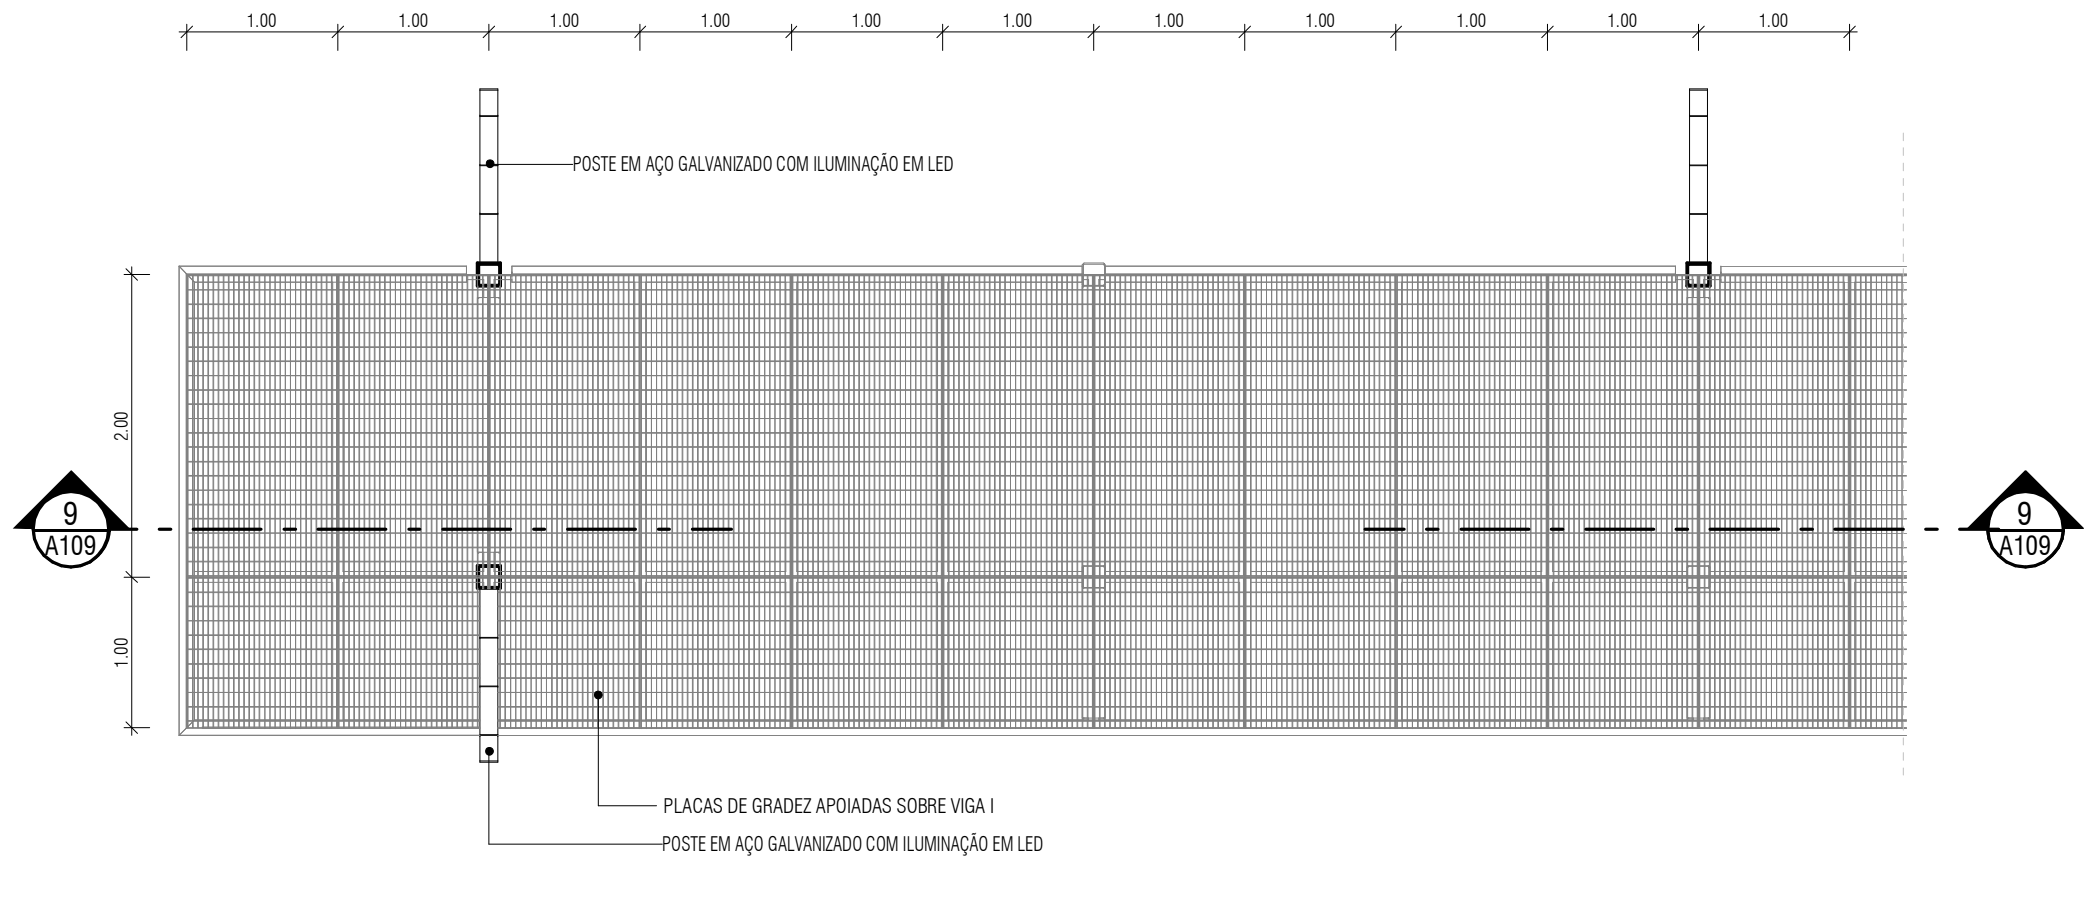 1.00 1.00 1.00 1.00 1.00 1.00 1.00 1.00 1.00 1.00 1.00
POSTE EM AÇO GALVANIZADO COM ILUMINAÇÃO EM LED
2.00
9
A109
9
A109
1.00
PLACAS DE GRADEZ APOIADAS SOBRE VIGA I
POSTE EM AÇO GALVANIZADO COM ILUMINAÇÃO EM LED